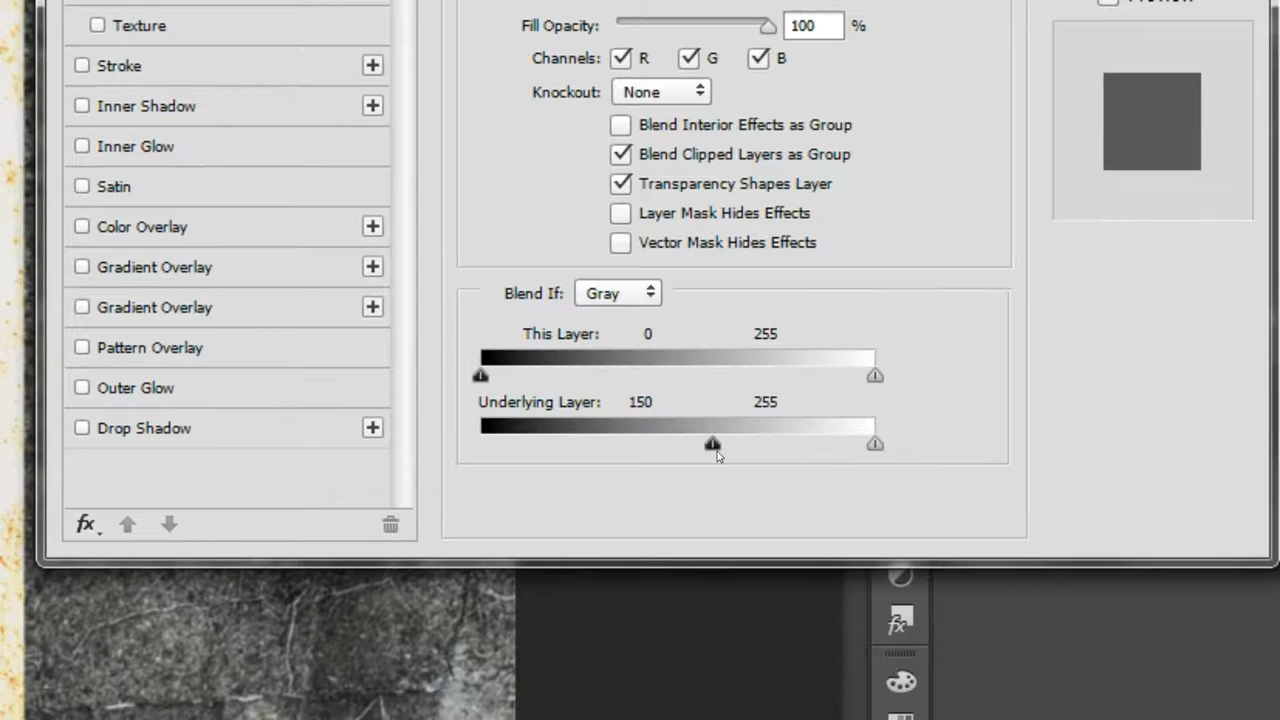 Texture
Stroke
Inner Shadow
Inner Glow
Satin
Color Overlay
Gradient Overlay
Gradient Overlay
Pattern Overlay
Outer Glow
Drop Shadow
fx
Fill Opacity: 100 %
Channels: R G B
Knockout: None
Blend Interior Effects as Group
Blend Clipped Layers as Group
Transparency Shapes Layer
Layer Mask Hides Effects
Vector Mask Hides Effects
Blend If: Gray
This Layer: 0 255
Underlying Layer: 150 255
Preview
fx